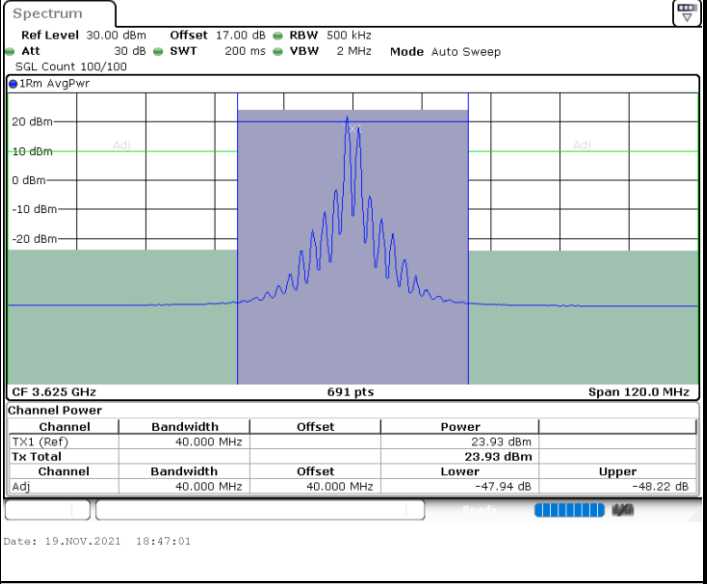 Spectrum
Ref Level 30.00 dBm Offset 17.00 dB RBW 500 kHz
Att 30 dB SWT 200 ms VBW 2 MHz Mode Auto Sweep
SGL Count 100/100
1Rm AvgPwr
20 dBm
Adj Adj
10 dBm
0 dBm
-10 dBm
-20 dBm
CF 3.625 GHz 691 pts Span 120.0 MHz
Channel Power
Channel Bandwidth Offset Power
TX1 (Ref) 40.000 MHz 23.93 dBm
Tx Total 23.93 dBm
Channel Bandwidth Offset Lower Upper
Adj 40.000 MHz 40.000 MHz -47.94 dB -48.22 dB
Ready
Date: 19.NOV.2021 18:47:01